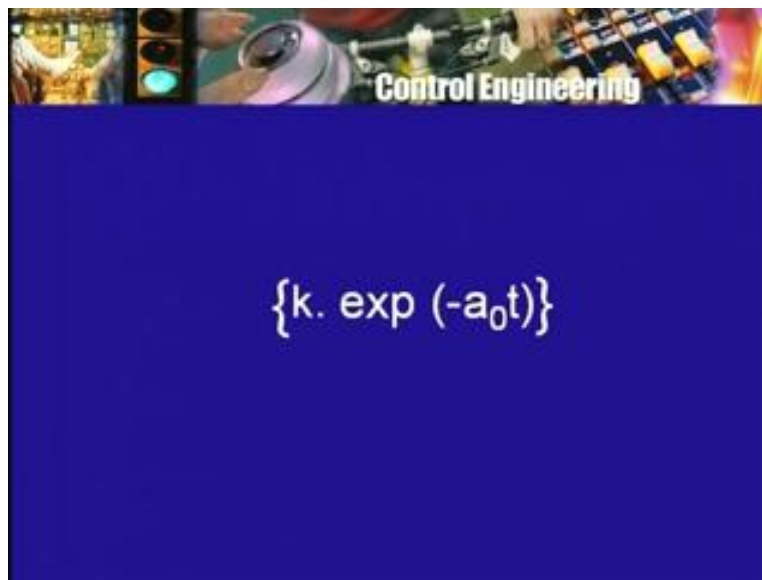 Control Engineering
{k. exp (-a₀t)}